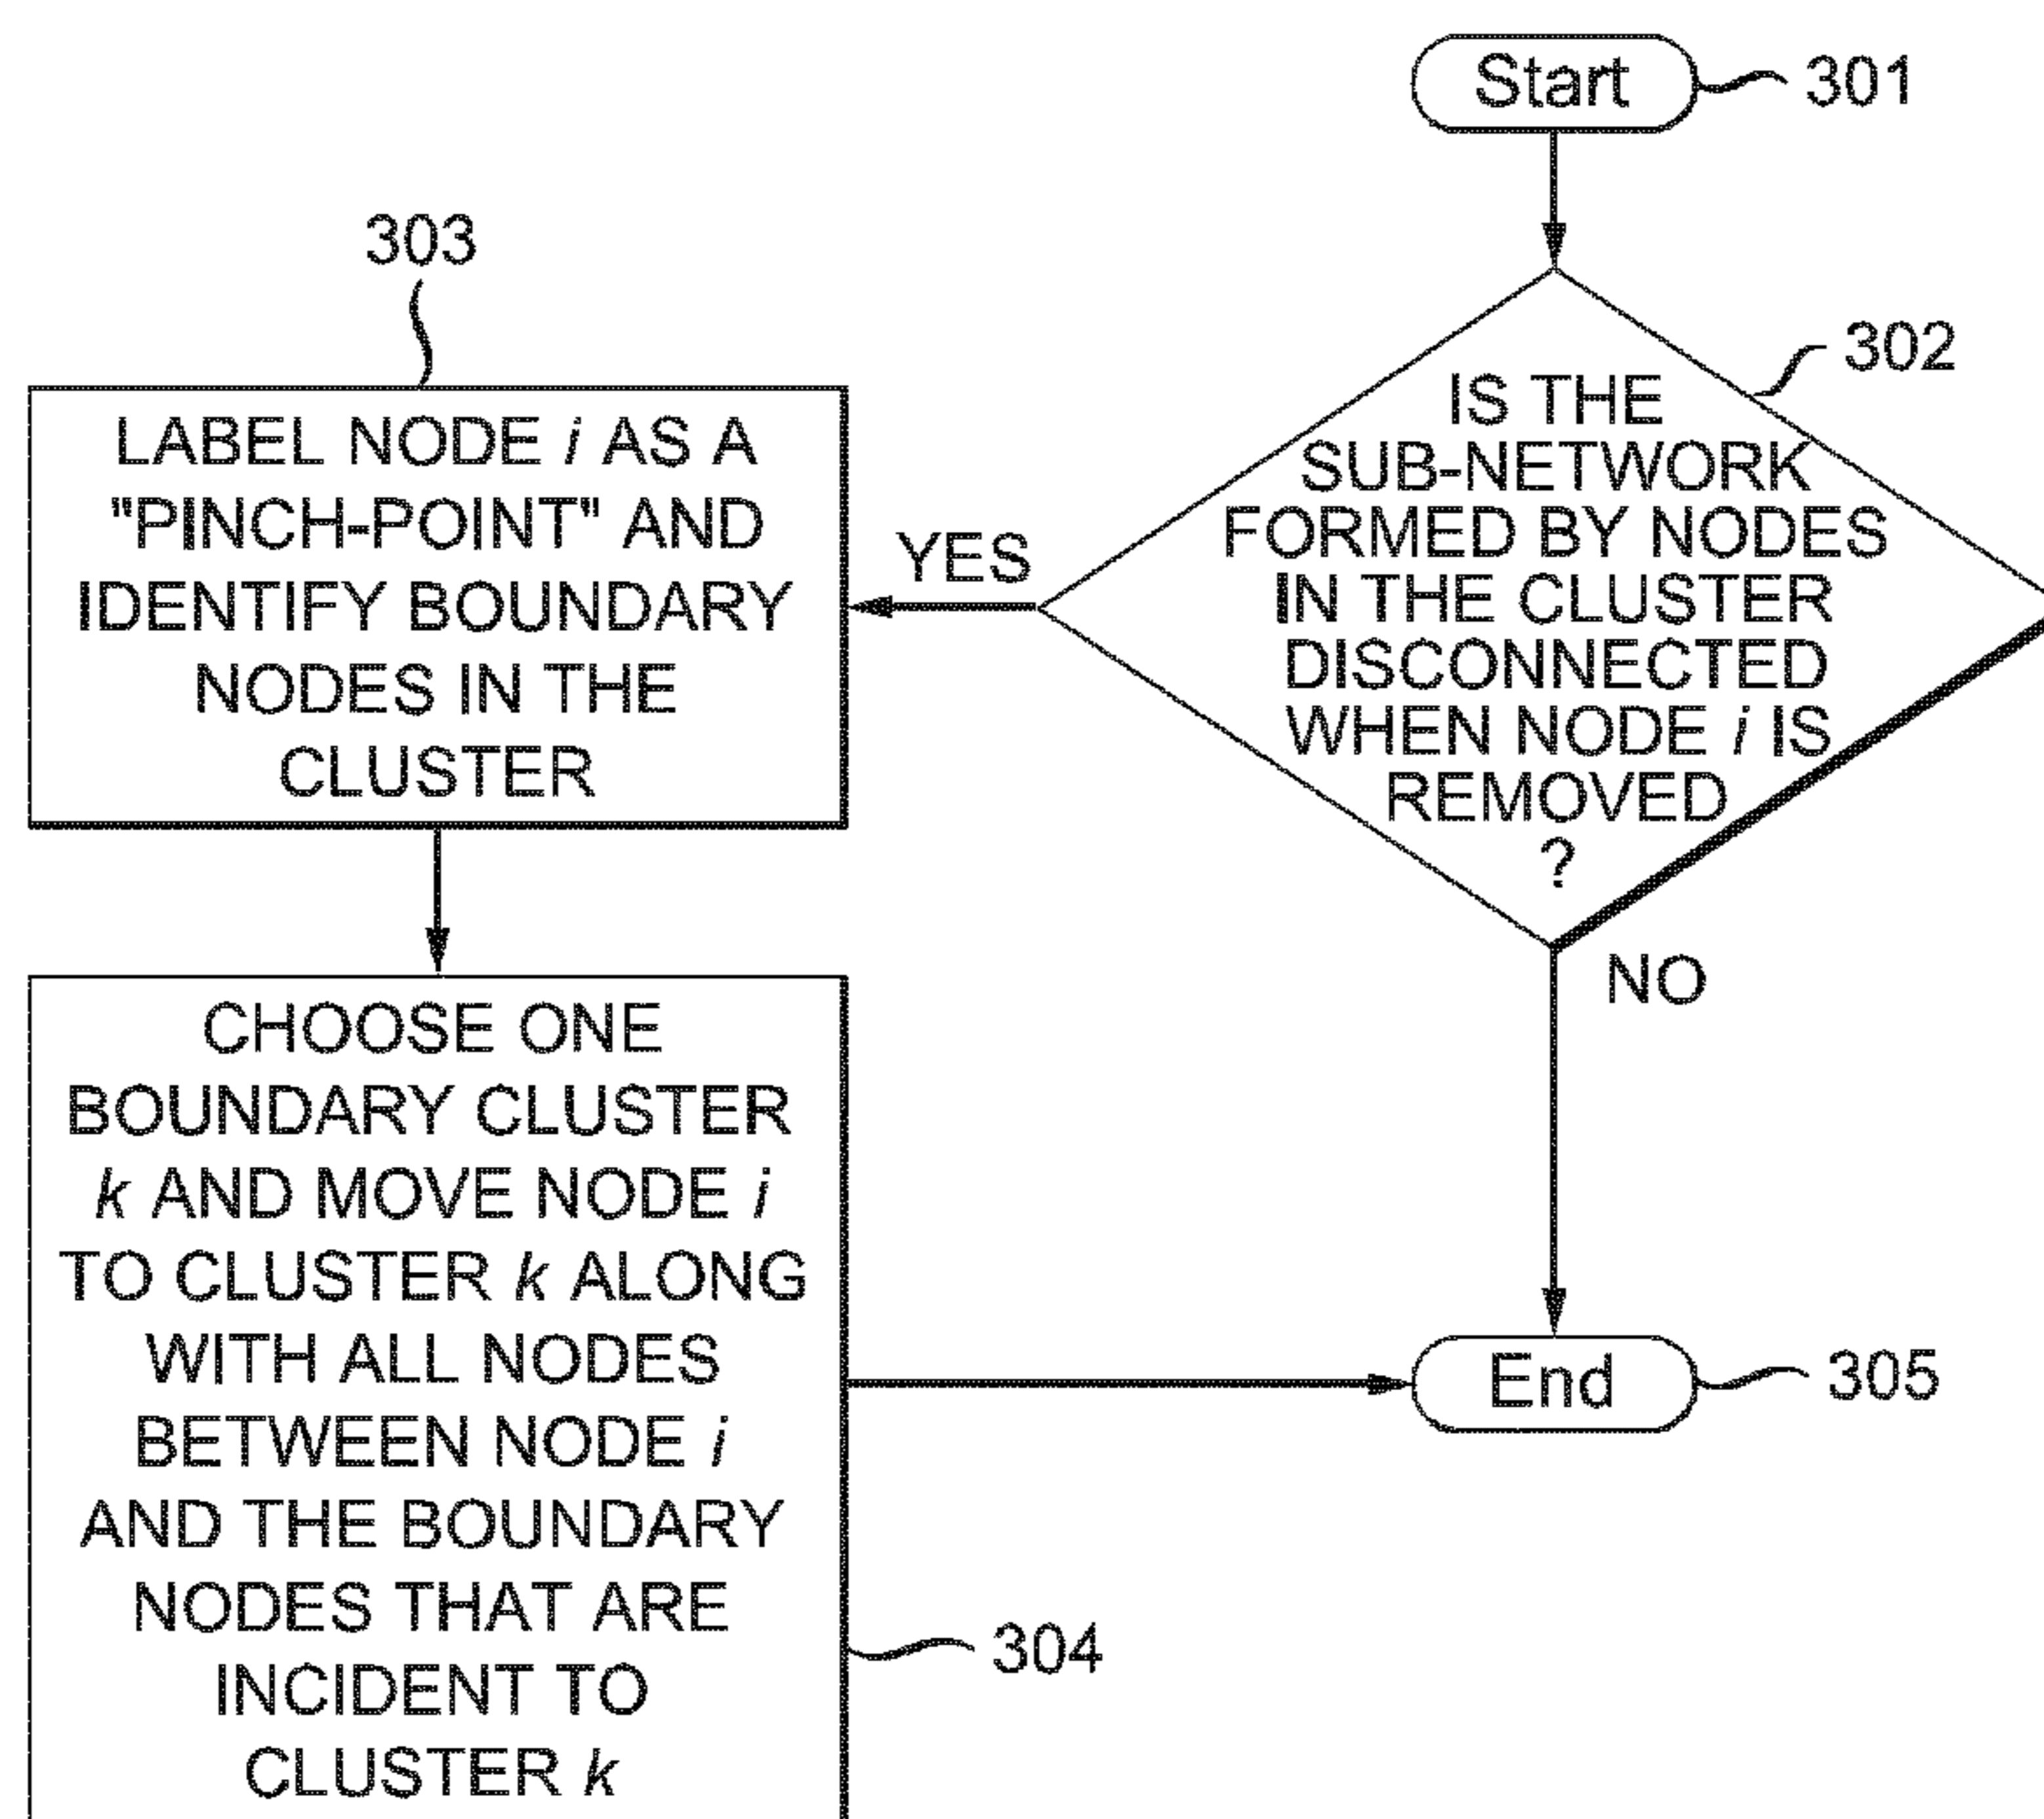 Start
301
302
IS THE
SUB-NETWORK
FORMED BY NODES
IN THE CLUSTER
DISCONNECTED
WHEN NODE i IS
REMOVED
?
YES
NO
303
LABEL NODE i AS A
"PINCH-POINT" AND
IDENTIFY BOUNDARY
NODES IN THE
CLUSTER
CHOOSE ONE
BOUNDARY CLUSTER
k AND MOVE NODE i
TO CLUSTER k ALONG
WITH ALL NODES
BETWEEN NODE i
AND THE BOUNDARY
NODES THAT ARE
INCIDENT TO
CLUSTER k
304
End
305